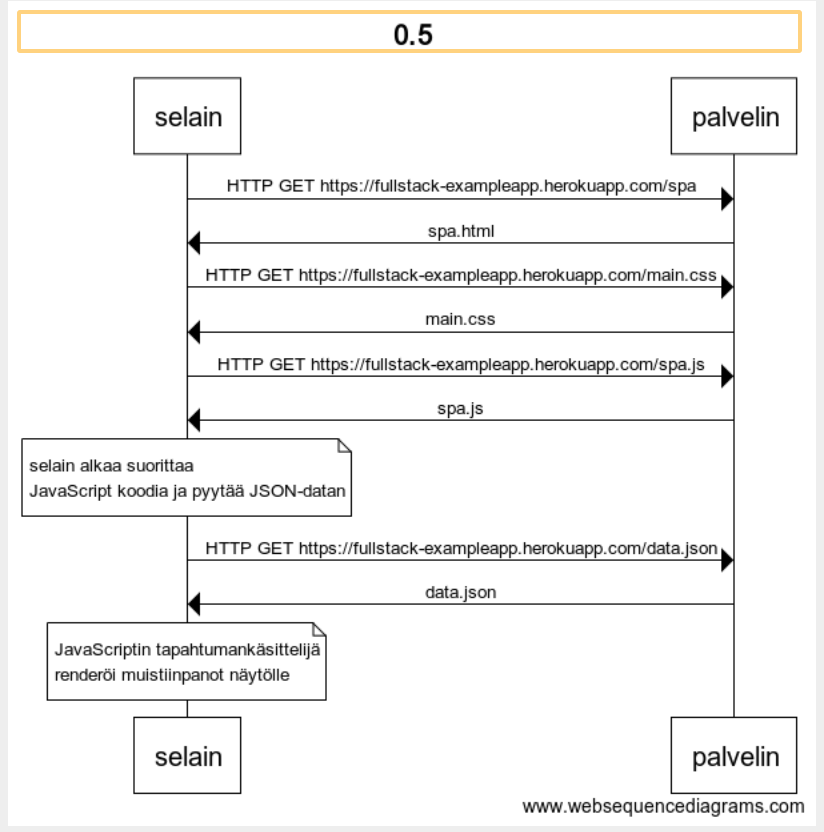 0.5
selain
palvelin
HTTP GET https://fullstack-exampleapp.herokuapp.com/spa
spa.html
HTTP GET https://fullstack-exampleapp.herokuapp.com/main.css
main.css
HTTP GET https://fullstack-exampleapp.herokuapp.com/spa.js
spa.js
selain alkaa suorittaa
JavaScript koodia ja pyytää JSON-datan
HTTP GET https://fullstack-exampleapp.herokuapp.com/data.json
data.json
JavaScriptin tapahtumankäsittelijä
renderöi muistiinpanot näytölle
selain
palvelin
www.websequencediagrams.com